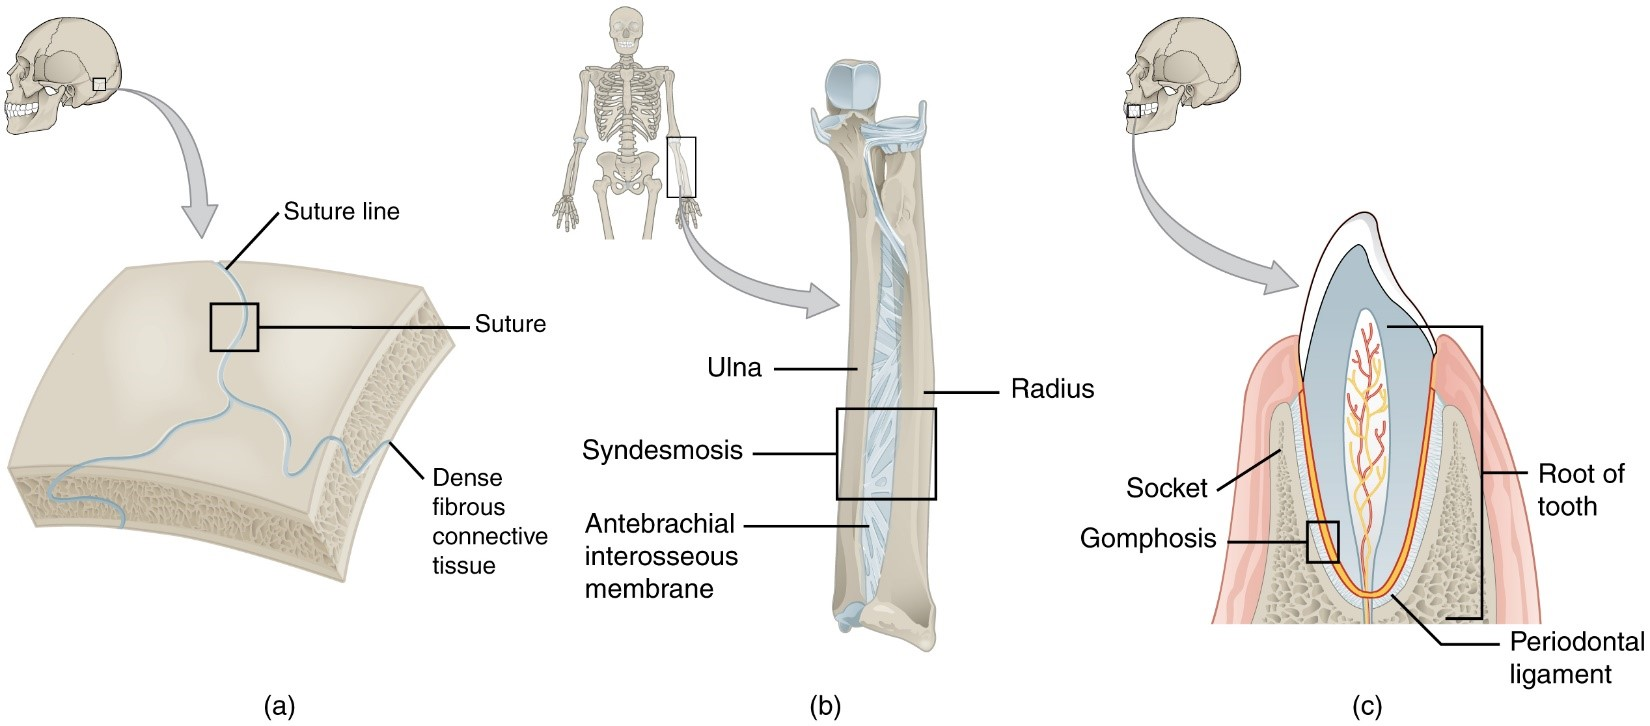 Suture line
Suture
Dense
fibrous
connective
tissue
(a)
Ulna
Radius
Syndesmosis
Antebrachial
interosseous
membrane
(b)
Socket
Gomphosis
Root of
tooth
Periodontal
ligament
(c)